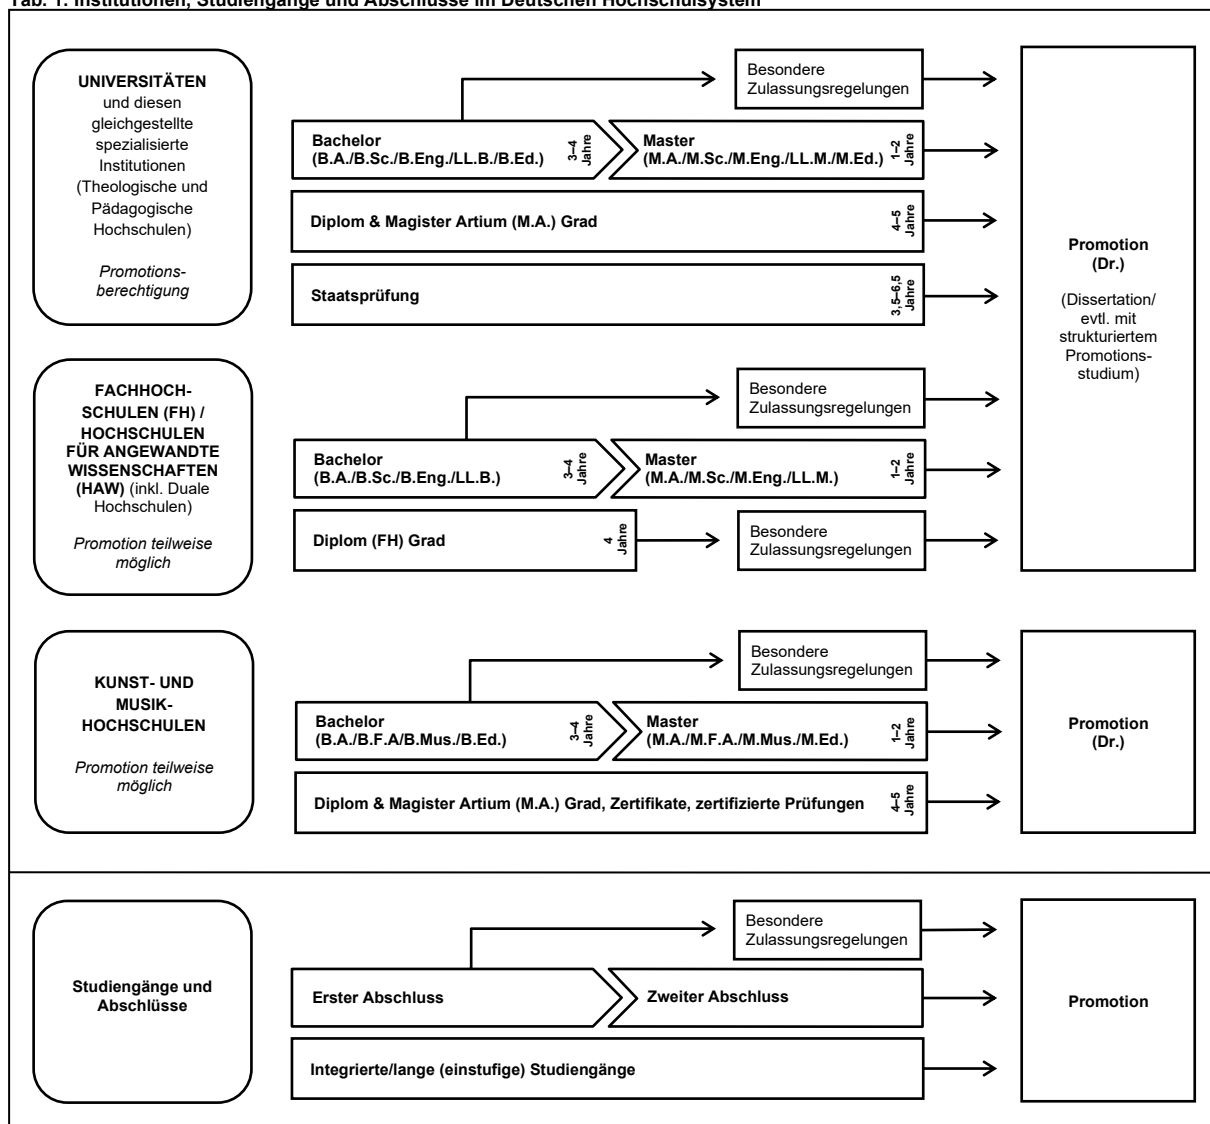 Tab. 1: Institutionen, Studiengänge und Abschlüsse im Deutschen Hochschulsystem
UNIVERSITÄTEN
und diesen
gleichgestellte
spezialisierte
Institutionen
(Theologische und
Pädagogische
Hochschulen)
Promotions-
berechtigung
Besondere
Zulassungsregelungen
Bachelor
(B.A./B.Sc./B.Eng./LL.B./B.Ed.)
3–4
Jahre
Master
(M.A./M.Sc./M.Eng./LL.M./M.Ed.)
1–2
Jahre
Diplom & Magister Artium (M.A.) Grad
4–5
Jahre
Staatsprüfung
3,5–6,5
Jahre
Promotion
(Dr.)
(Dissertation/
evtl. mit
strukturiertem
Promotions-
studium)
FACHHOCH-
SCHULEN (FH) /
HOCHSCHULEN
FÜR ANGEWANDTE
WISSENSCHAFTEN
(HAW) (inkl. Duale
Hochschulen)
Promotion teilweise
möglich
Besondere
Zulassungsregelungen
Bachelor
(B.A./B.Sc./B.Eng./LL.B.)
3–4
Jahre
Master
(M.A./M.Sc./M.Eng./LL.M.)
1–2
Jahre
Diplom (FH) Grad
4
Jahre
Besondere
Zulassungsregelungen
KUNST- UND
MUSIK-
HOCHSCHULEN
Promotion teilweise
möglich
Besondere
Zulassungsregelungen
Bachelor
(B.A./B.F.A/B.Mus./B.Ed.)
3–4
Jahre
Master
(M.A./M.F.A./M.Mus./M.Ed.)
1–2
Jahre
Diplom & Magister Artium (M.A.) Grad, Zertifikate, zertifizierte Prüfungen
4–5
Jahre
Promotion
(Dr.)
Studiengänge und
Abschlüsse
Besondere
Zulassungsregelungen
Erster Abschluss
Zweiter Abschluss
Integrierte/lange (einstufige) Studiengänge
Promotion